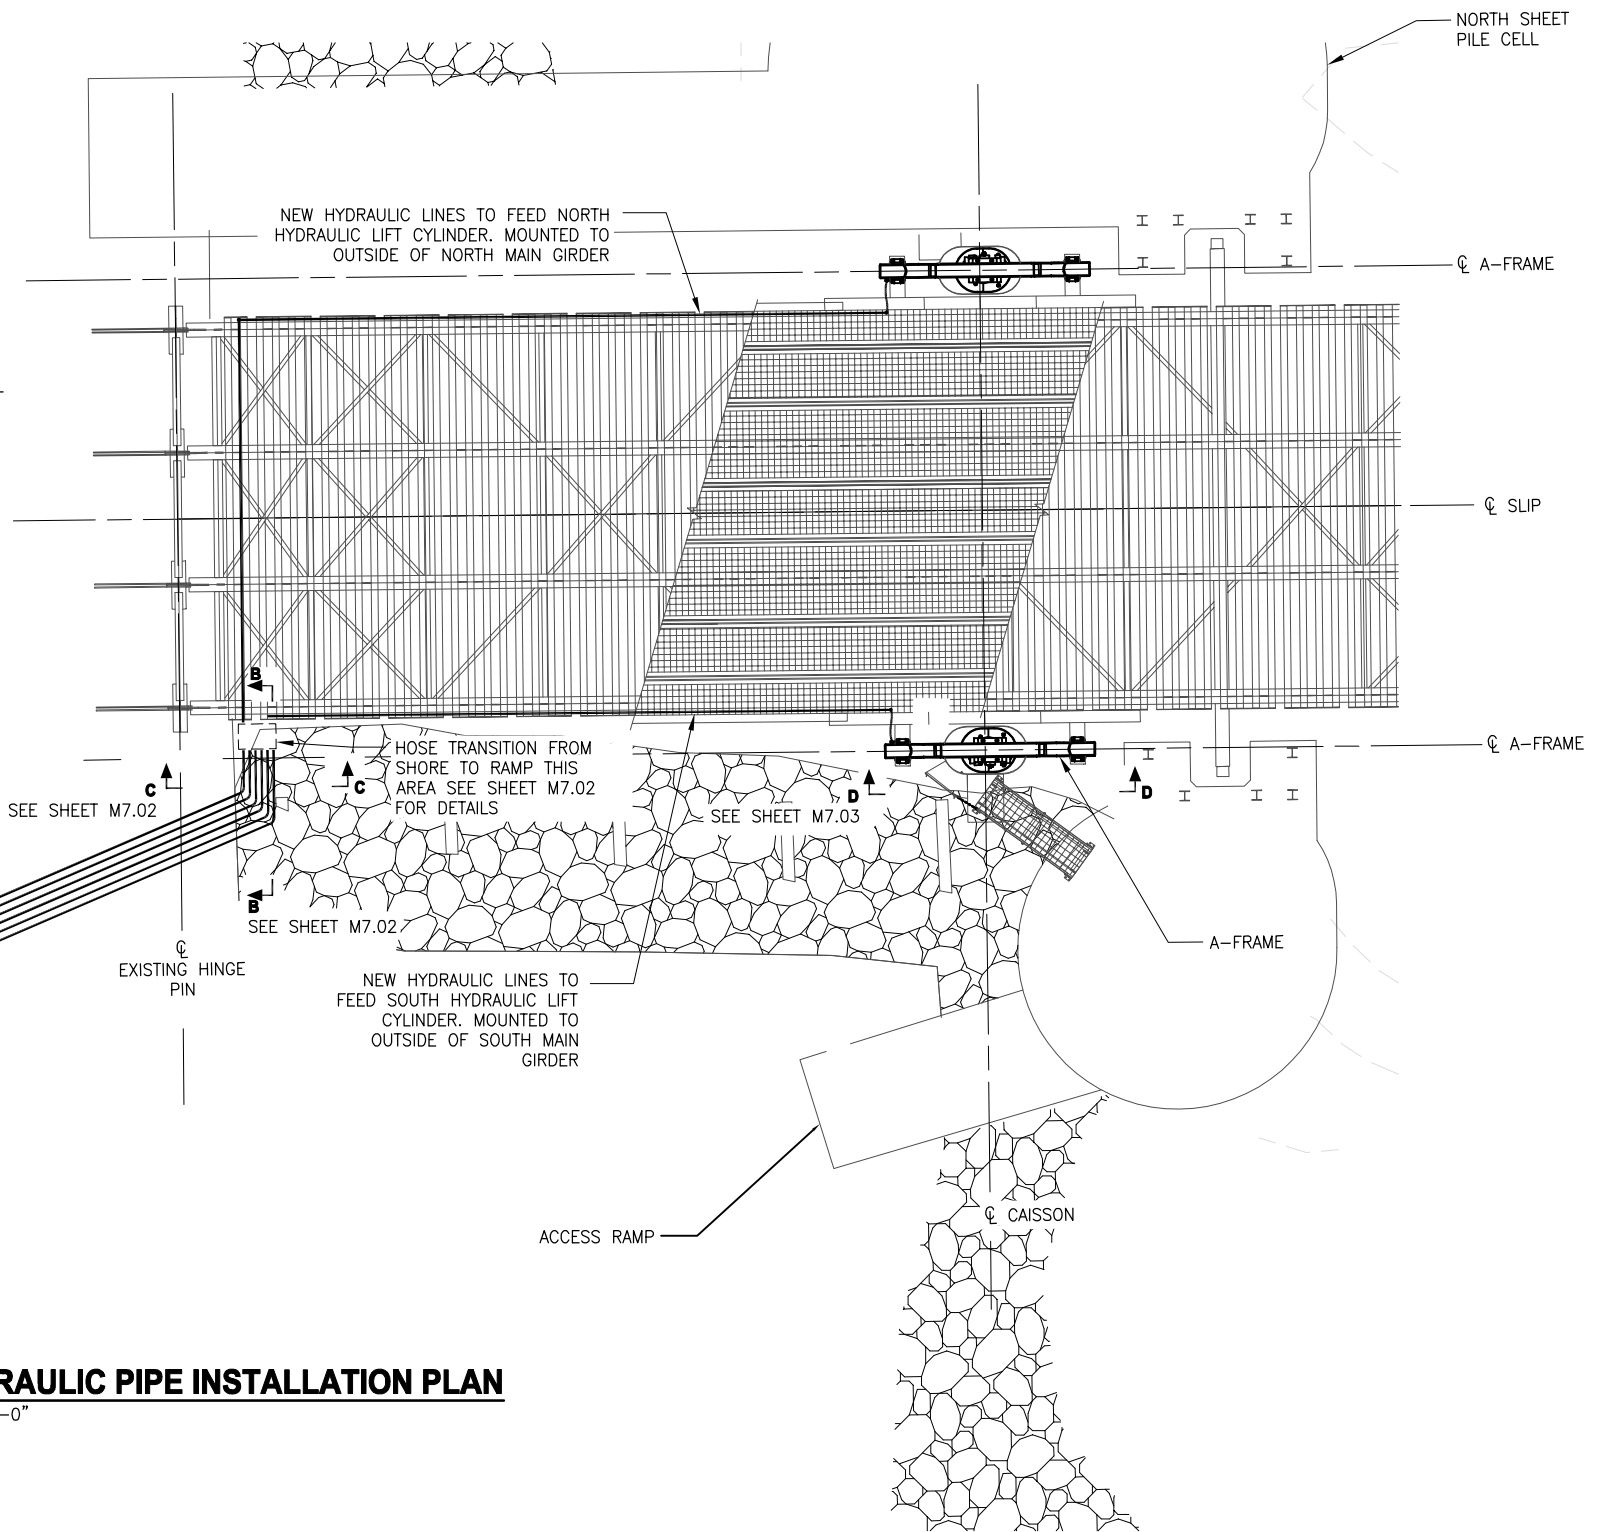 NORTH SHEET
PILE CELL
NEW HYDRAULIC LINES TO FEED NORTH
HYDRAULIC LIFT CYLINDER. MOUNTED TO
OUTSIDE OF NORTH MAIN GIRDER
℄ A-FRAME
℄ SLIP
B
℄ A-FRAME
HOSE TRANSITION FROM
SHORE TO RAMP THIS
AREA SEE SHEET M7.02
FOR DETAILS
C
C
SEE SHEET M7.02
D
D
SEE SHEET M7.03
B
SEE SHEET M7.02
℄
EXISTING HINGE
PIN
A-FRAME
NEW HYDRAULIC LINES TO
FEED SOUTH HYDRAULIC LIFT
CYLINDER. MOUNTED TO
OUTSIDE OF SOUTH MAIN
GIRDER
℄ CAISSON
ACCESS RAMP
RAULIC PIPE INSTALLATION PLAN
-0"